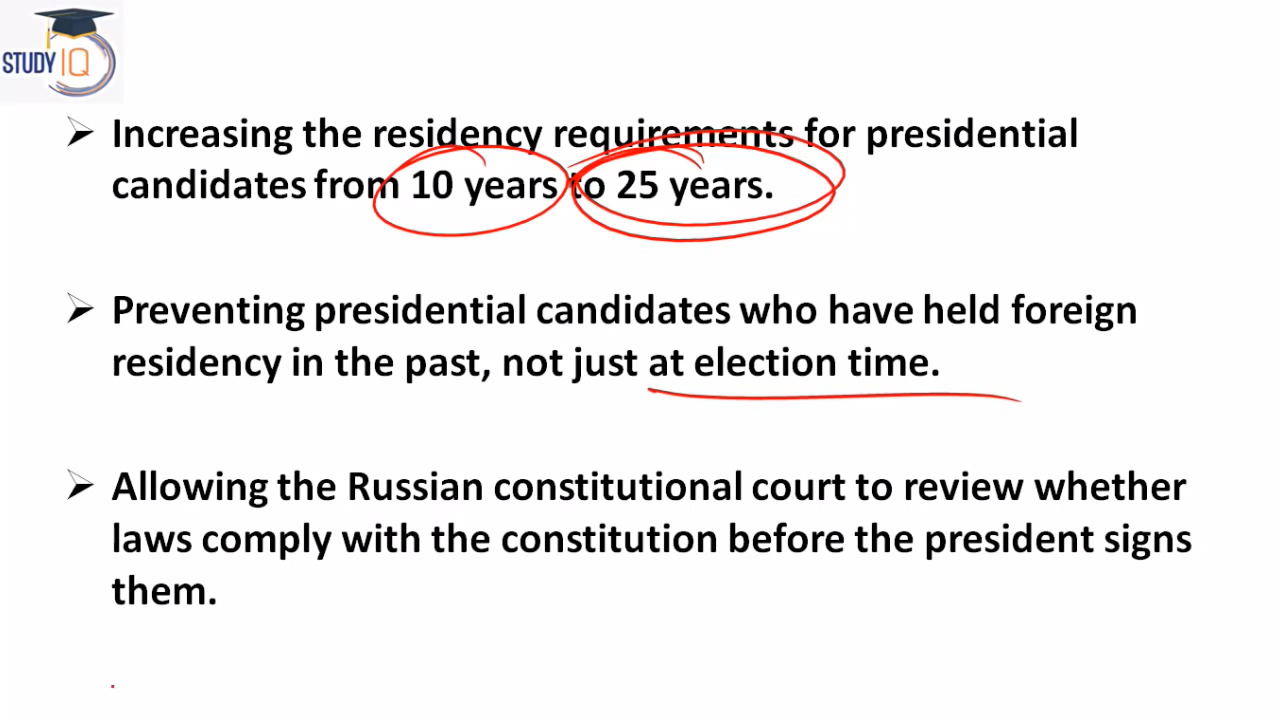 STUDY IQ
Increasing the residency requirements for presidential
candidates from 10 years to 25 years.
Preventing presidential candidates who have held foreign
residency in the past, not just at election time.
Allowing the Russian constitutional court to review whether
laws comply with the constitution before the president signs
them.